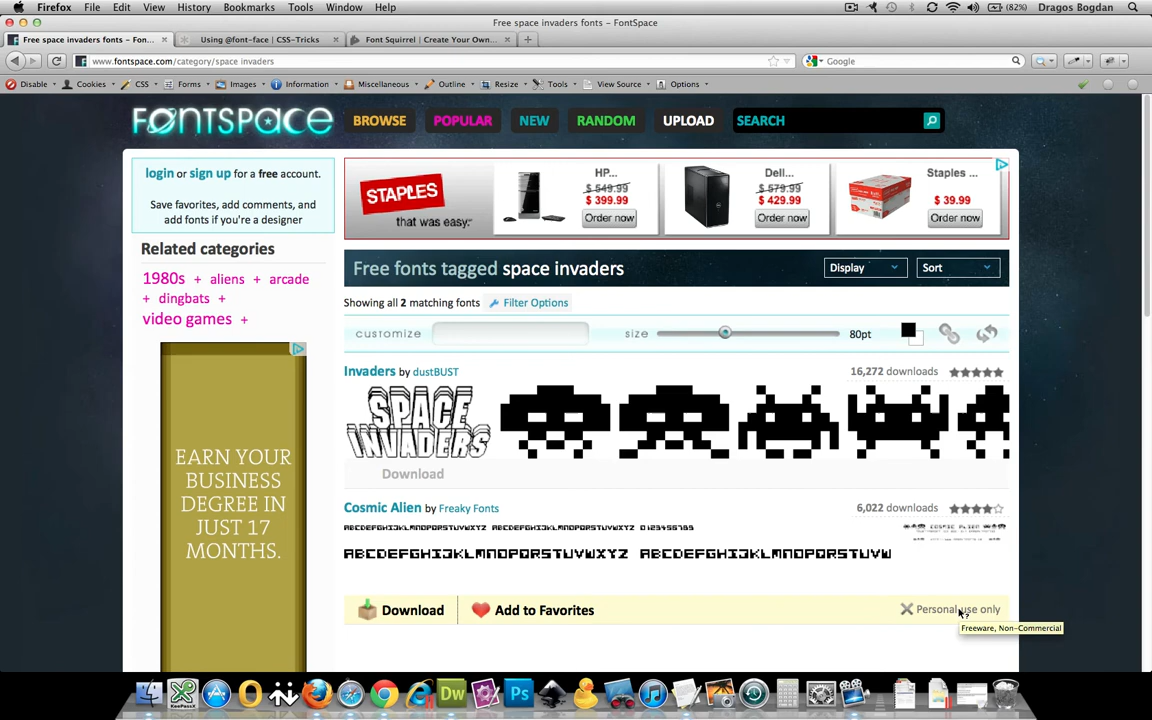 Firefox File Edit View History Bookmarks Tools Window Help (82%) Dragos Bogdan
Free space invaders fonts – FontSpace
Free space invaders fonts – Fon... Using @font-face | CSS-Tricks Font Squirrel | Create Your Own...
www.fontspace.com/category/space invaders Google
Disable Cookies CSS Forms Images Information Miscellaneous Outline Resize Tools View Source Options
FONTSPACE BROWSE POPULAR NEW RANDOM UPLOAD SEARCH
login or sign up for a free account.
Save favorites, add comments, and
add fonts if you're a designer
Related categories
1980s + aliens + arcade
+ dingbats +
video games +
EARN YOUR
BUSINESS
DEGREE IN
JUST 17
MONTHS.
STAPLES
that was easy.
HP...
$ 549.99
$ 399.99
Order now
Dell...
$ 579.99
$ 429.99
Order now
Staples ...
$ 39.99
Order now
Free fonts tagged space invaders Display Sort
Showing all 2 matching fonts Filter Options
customize size 80pt
Invaders by dustBUST 16,272 downloads
SPACE
INVADERS
Download
Cosmic Alien by Freaky Fonts 6,022 downloads
ABCDEFGHIJKLMNOPQRSTUVWXYZ ABCDEFGHIJKLMNOPQRSTUVWXYZ 0123456789
COSMIC ALIEN
ABCDEFGHIJKLMNOPQRSTUVWXYZ ABCDEFGHIJKLMNOPQRSTUVW
Download Add to Favorites Personal use only
Freeware, Non-Commercial
Dw Ps